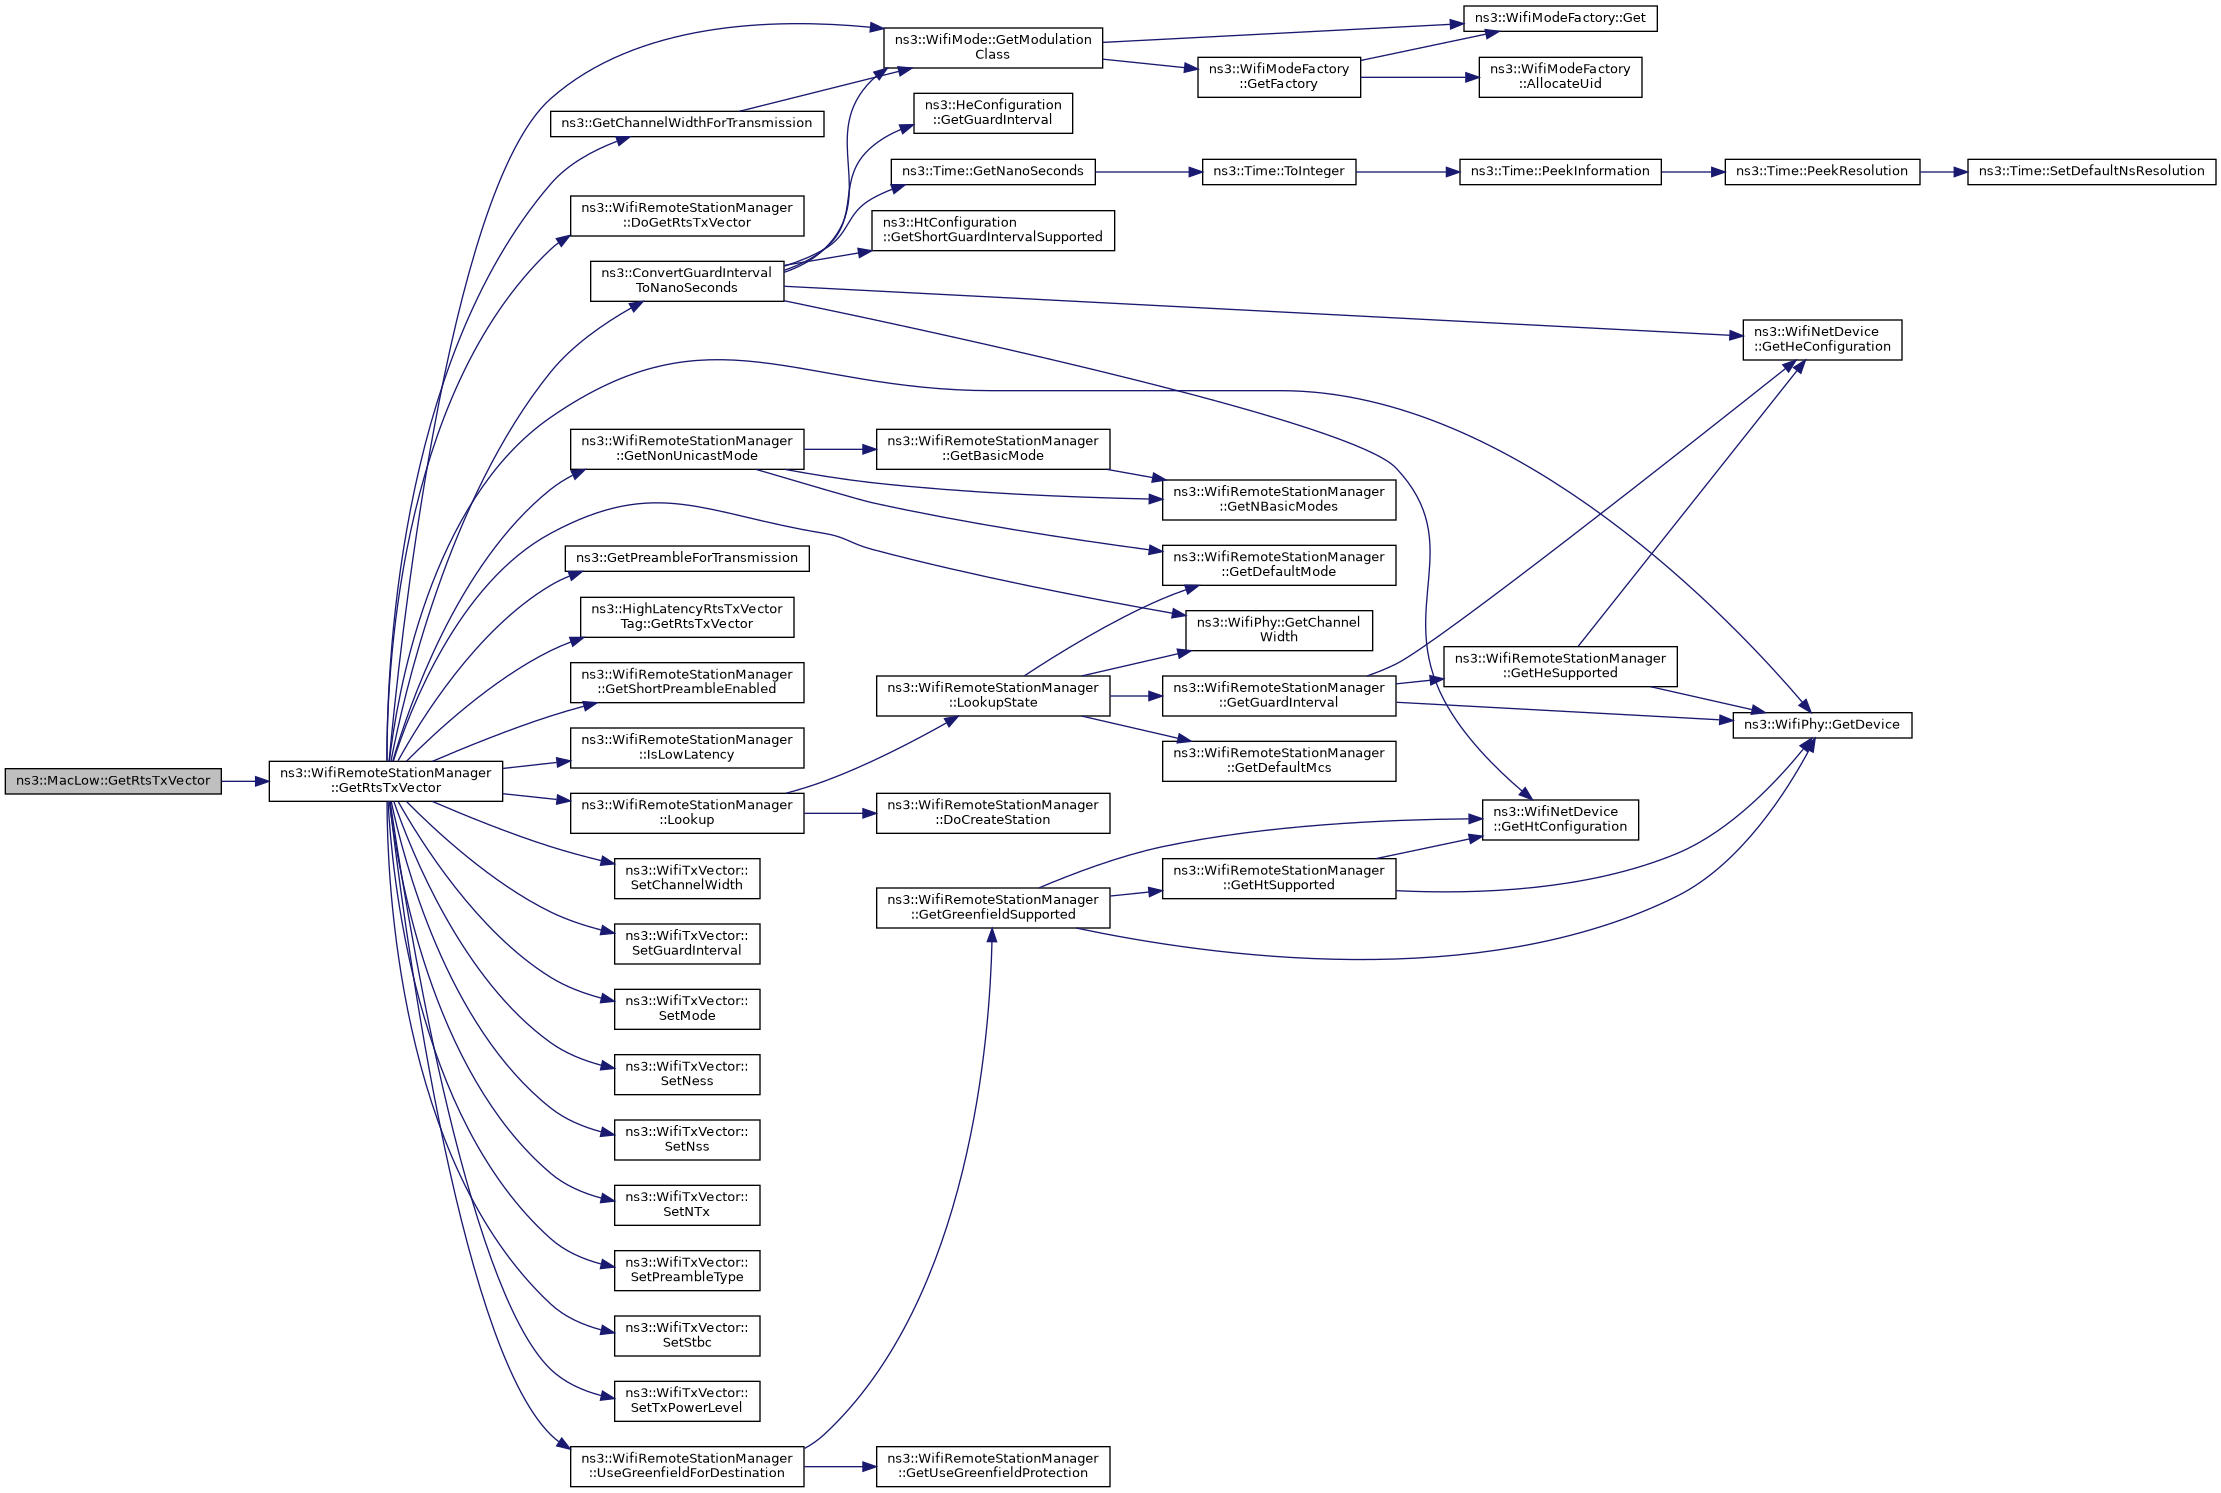 ns3::MacLow::GetRtsTxVector
ns3::WifiRemoteStationManager
::GetRtsTxVector
ns3::GetChannelWidthForTransmission
ns3::WifiRemoteStationManager
::DoGetRtsTxVector
ns3::ConvertGuardInterval
ToNanoSeconds
ns3::WifiRemoteStationManager
::GetNonUnicastMode
ns3::GetPreambleForTransmission
ns3::HighLatencyRtsTxVector
Tag::GetRtsTxVector
ns3::WifiRemoteStationManager
::GetShortPreambleEnabled
ns3::WifiRemoteStationManager
::IsLowLatency
ns3::WifiRemoteStationManager
::Lookup
ns3::WifiTxVector::
SetChannelWidth
ns3::WifiTxVector::
SetGuardInterval
ns3::WifiTxVector::
SetMode
ns3::WifiTxVector::
SetNess
ns3::WifiTxVector::
SetNss
ns3::WifiTxVector::
SetNTx
ns3::WifiTxVector::
SetPreambleType
ns3::WifiTxVector::
SetStbc
ns3::WifiTxVector::
SetTxPowerLevel
ns3::WifiRemoteStationManager
::UseGreenfieldForDestination
ns3::WifiMode::GetModulation
Class
ns3::HeConfiguration
::GetGuardInterval
ns3::Time::GetNanoSeconds
ns3::HtConfiguration
::GetShortGuardIntervalSupported
ns3::WifiRemoteStationManager
::GetBasicMode
ns3::WifiRemoteStationManager
::LookupState
ns3::WifiRemoteStationManager
::DoCreateStation
ns3::WifiRemoteStationManager
::GetGreenfieldSupported
ns3::WifiRemoteStationManager
::GetUseGreenfieldProtection
ns3::WifiModeFactory
::GetFactory
ns3::Time::ToInteger
ns3::WifiRemoteStationManager
::GetNBasicModes
ns3::WifiRemoteStationManager
::GetDefaultMode
ns3::WifiPhy::GetChannel
Width
ns3::WifiRemoteStationManager
::GetGuardInterval
ns3::WifiRemoteStationManager
::GetDefaultMcs
ns3::WifiRemoteStationManager
::GetHtSupported
ns3::WifiModeFactory::Get
ns3::WifiModeFactory
::AllocateUid
ns3::Time::PeekInformation
ns3::WifiRemoteStationManager
::GetHeSupported
ns3::WifiNetDevice
::GetHtConfiguration
ns3::Time::PeekResolution
ns3::WifiNetDevice
::GetHeConfiguration
ns3::WifiPhy::GetDevice
ns3::Time::SetDefaultNsResolution